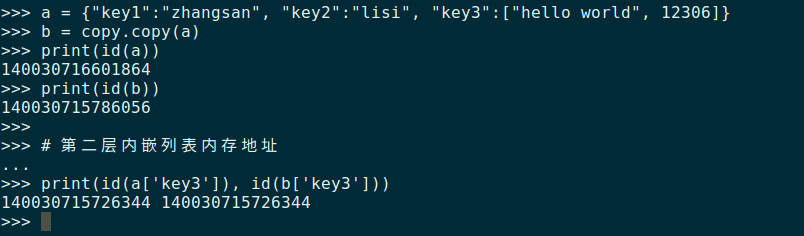 >>> a = {"key1":"zhangsan", "key2":"lisi", "key3":["hello world", 12306]}
>>> b = copy.copy(a)
>>> print(id(a))
140030716601864
>>> print(id(b))
140030715786056
>>>
>>> # 第二层内嵌列表内存地址
...
>>> print(id(a['key3']), id(b['key3']))
140030715726344 140030715726344
>>>